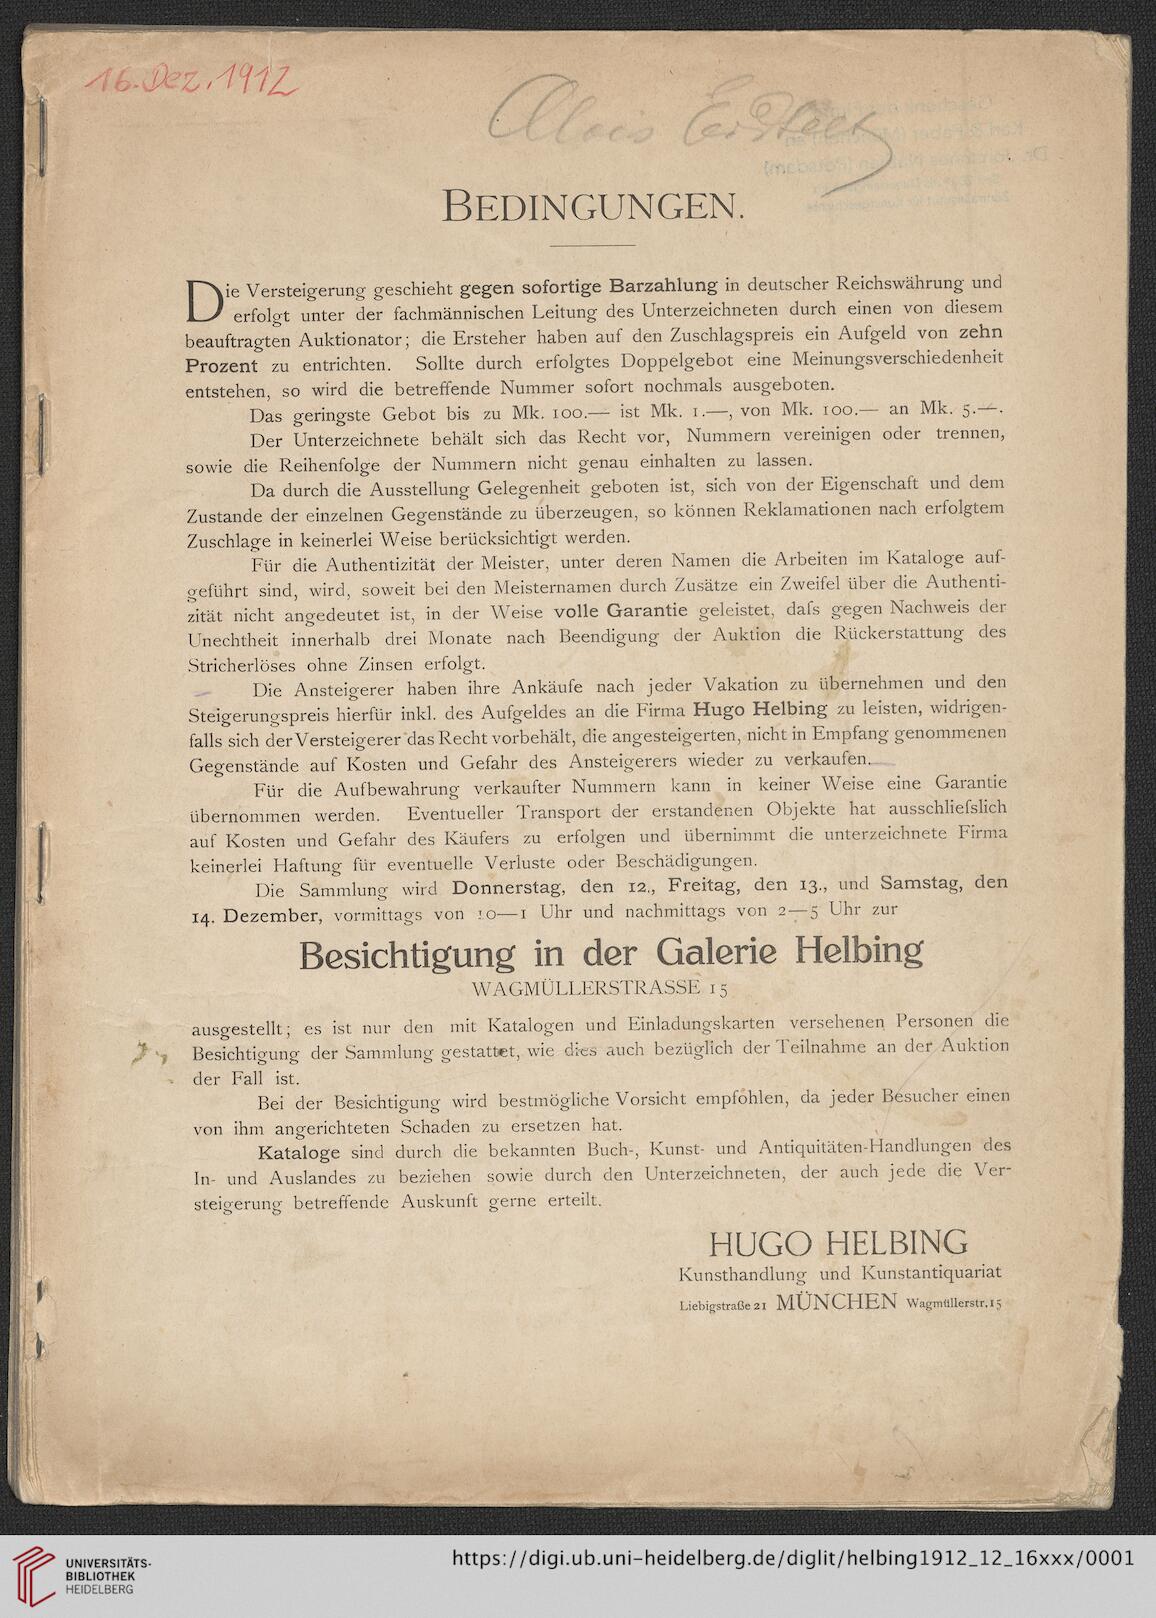 16. Dez. 1912
Alois
BEDINGUNGEN.
Die Versteigerung geschieht gegen sofortige Barzahlung in deutscher Reichswährung und
erfolgt unter der fachmännischen Leitung des Unterzeichneten durch einen von diesem
beauftragten Auktionator; die Ersteher haben auf den Zuschlagspreis ein Aufgeld von zehn
Prozent zu entrichten. Sollte durch erfolgtes Doppelgebot eine Meinungsverschiedenheit
entstehen, so wird die betreffende Nummer sofort nochmals ausgeboten.
Das geringste Gebot bis zu Mk. 100.— ist Mk. 1.—, von Mk. 100.— an Mk. 5.—.
Der Unterzeichnete behält sich das Recht vor, Nummern vereinigen oder trennen,
sowie die Reihenfolge der Nummern nicht genau einhalten zu lassen.
Da durch die Ausstellung Gelegenheit geboten ist, sich von der Eigenschaft und dem
Zustande der einzelnen Gegenstände zu überzeugen, so können Reklamationen nach erfolgtem
Zuschlage in keinerlei Weise berücksichtigt werden.
Für die Authentizität der Meister, unter deren Namen die Arbeiten im Kataloge auf-
geführt sind, wird, soweit bei den Meisternamen durch Zusätze ein Zweifel über die Authenti-
zität nicht angedeutet ist, in der Weise volle Garantie geleistet, dafs gegen Nachweis der
Unechtheit innerhalb drei Monate nach Beendigung der Auktion die Rückerstattung des
Stricherlöses ohne Zinsen erfolgt.
Die Ansteigerer haben ihre Ankäufe nach jeder Vakation zu übernehmen und den
Steigerungspreis hierfür inkl. des Aufgeldes an die Firma Hugo Helbing zu leisten, widrigen-
falls sich der Versteigerer das Recht vorbehält, die angesteigerten, nicht in Empfang genommenen
Gegenstände auf Kosten und Gefahr des Ansteigerers wieder zu verkaufen.
Für die Aufbewahrung verkaufter Nummern kann in keiner Weise eine Garantie
übernommen werden. Eventueller Transport der erstandenen Objekte hat ausschliefslich
auf Kosten und Gefahr des Käufers zu erfolgen und übernimmt die unterzeichnete Firma
keinerlei Haftung für eventuelle Verluste oder Beschädigungen.
Die Sammlung wird Donnerstag, den 12., Freitag, den 13., und Samstag, den
14. Dezember, vormittags von 10—1 Uhr und nachmittags von 2—5 Uhr zur
Besichtigung in der Galerie Helbing
WAGMÜLLERSTRASSE 15
ausgestellt; es ist nur den mit Katalogen und Einladungskarten versehenen Personen die
Besichtigung der Sammlung gestattet, wie dies auch bezüglich der Teilnahme an der Auktion
der Fall ist.
Bei der Besichtigung wird bestmögliche Vorsicht empfohlen, da jeder Besucher einen
von ihm angerichteten Schaden zu ersetzen hat.
Kataloge sind durch die bekannten Buch-, Kunst- und Antiquitäten-Handlungen des
In- und Auslandes zu beziehen sowie durch den Unterzeichneten, der auch jede die Ver-
steigerung betreffende Auskunft gerne erteilt.
HUGO HELBING
Kunsthandlung und Kunstantiquariat
Liebigstraße 21 MÜNCHEN Wagmüllerstr. 15
UNIVERSITÄTS-
BIBLIOTHEK
HEIDELBERG
https://digi.ub.uni-heidelberg.de/diglit/helbing1912_12_16xxx/0001